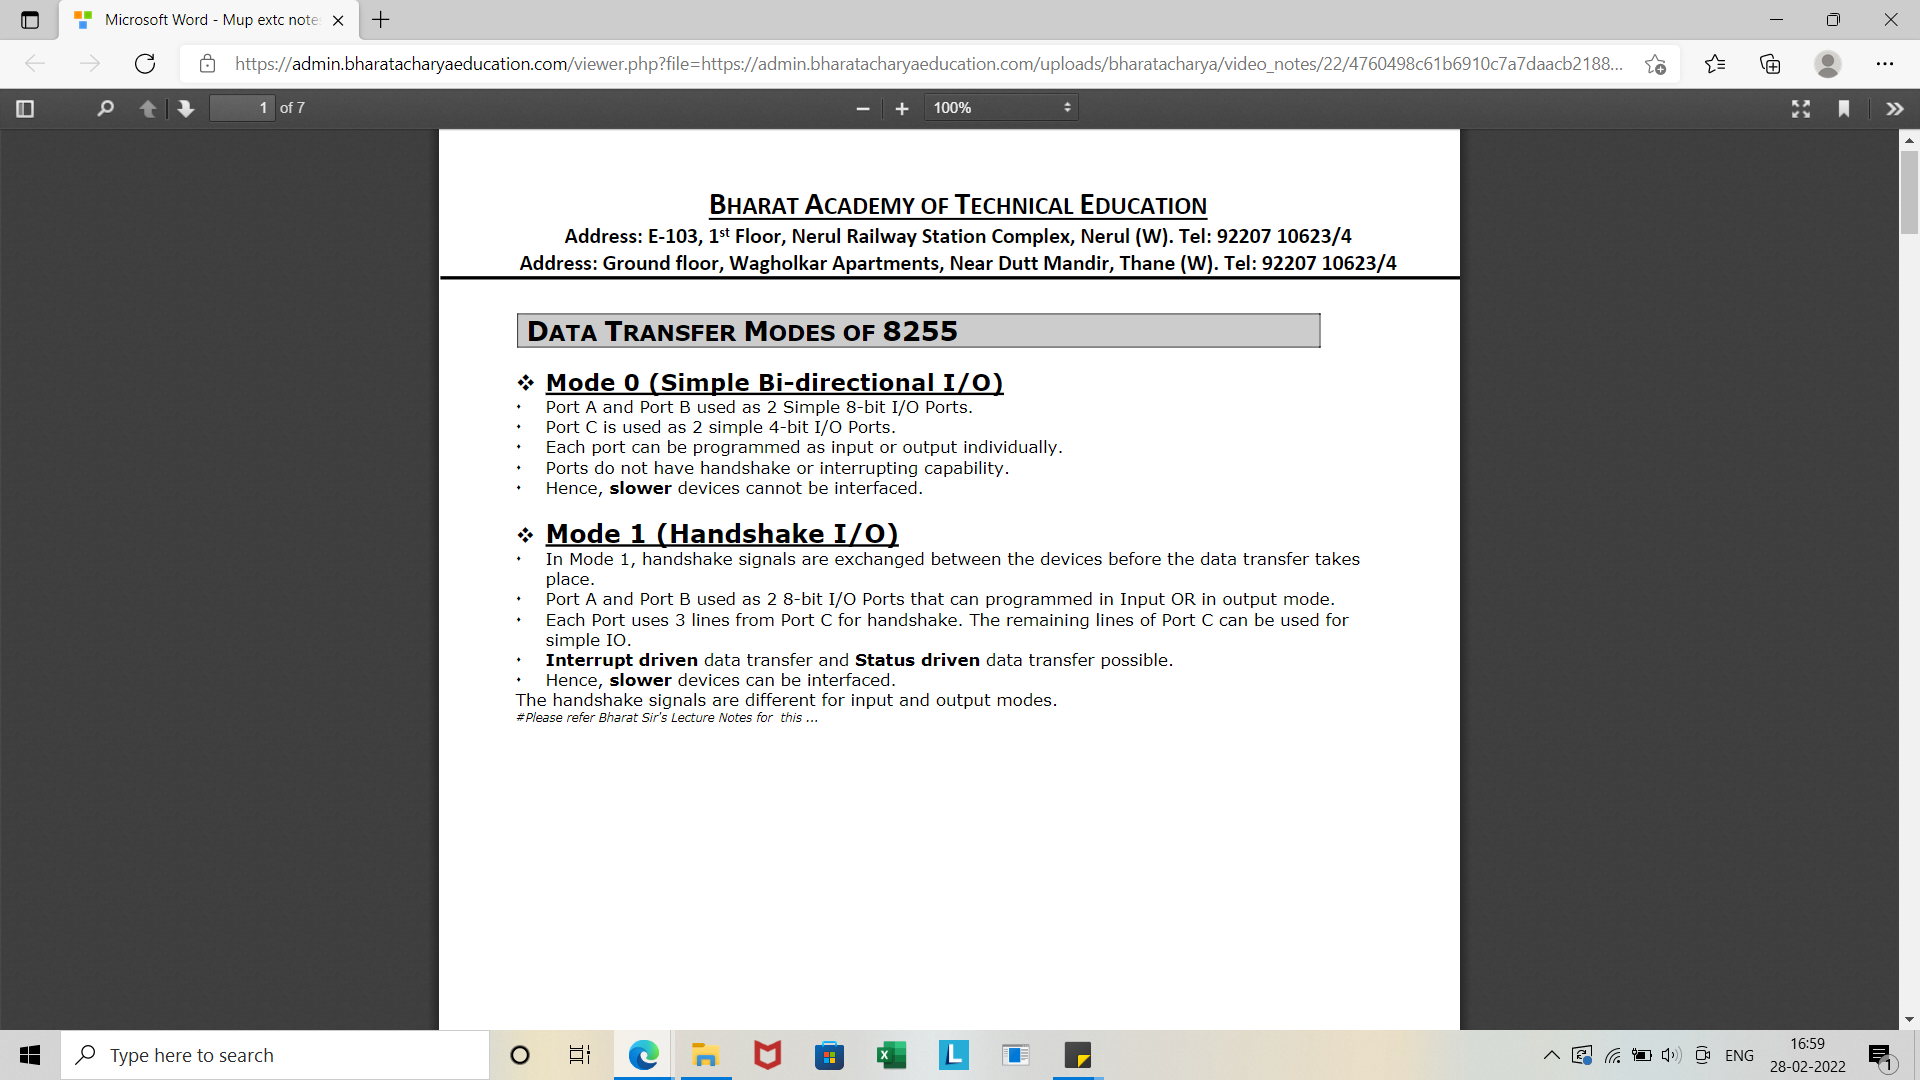 Microsoft Word - Mup extc note
https://admin.bharatacharyaeducation.com/viewer.php?file=https://admin.bharatacharyaeducation.com/uploads/bharatacharya/video_notes/22/4760498c61b6910c7a7daacb2188...
1 of 7
100%
BHARAT ACADEMY OF TECHNICAL EDUCATION
Address: E-103, 1st Floor, Nerul Railway Station Complex, Nerul (W). Tel: 92207 10623/4
Address: Ground floor, Wagholkar Apartments, Near Dutt Mandir, Thane (W). Tel: 92207 10623/4
DATA TRANSFER MODES OF 8255
❖ Mode 0 (Simple Bi-directional I/O)
• Port A and Port B used as 2 Simple 8-bit I/O Ports.
• Port C is used as 2 simple 4-bit I/O Ports.
• Each port can be programmed as input or output individually.
• Ports do not have handshake or interrupting capability.
• Hence, slower devices cannot be interfaced.
❖ Mode 1 (Handshake I/O)
• In Mode 1, handshake signals are exchanged between the devices before the data transfer takes
place.
• Port A and Port B used as 2 8-bit I/O Ports that can programmed in Input OR in output mode.
• Each Port uses 3 lines from Port C for handshake. The remaining lines of Port C can be used for
simple IO.
• Interrupt driven data transfer and Status driven data transfer possible.
• Hence, slower devices can be interfaced.
The handshake signals are different for input and output modes.
#Please refer Bharat Sir's Lecture Notes for  this ...
Type here to search
L
ENG
16:59
28-02-2022
1